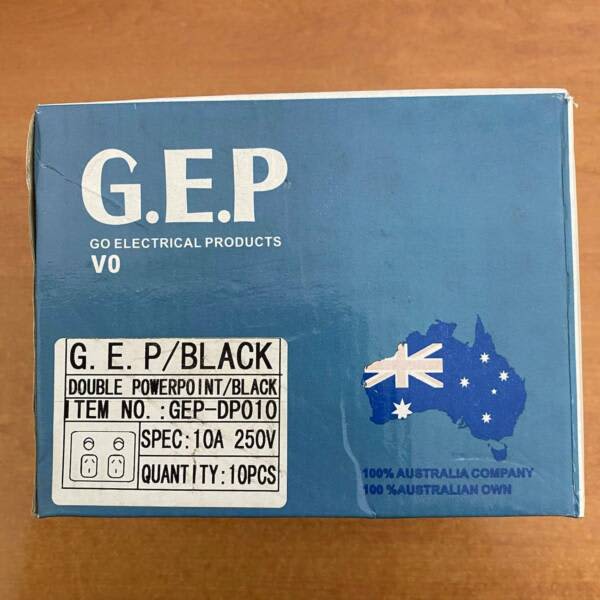 G.E.P
GO ELECTRICAL PRODUCTS
V0
G. E. P/BLACK
DOUBLE POWERPOINT/BLACK
ITEM NO. :GEP-DP010
SPEC:10A 250V
QUANTITY:10PCS
100% AUSTRALIA COMPANY
100 %AUSTRALIAN OWN